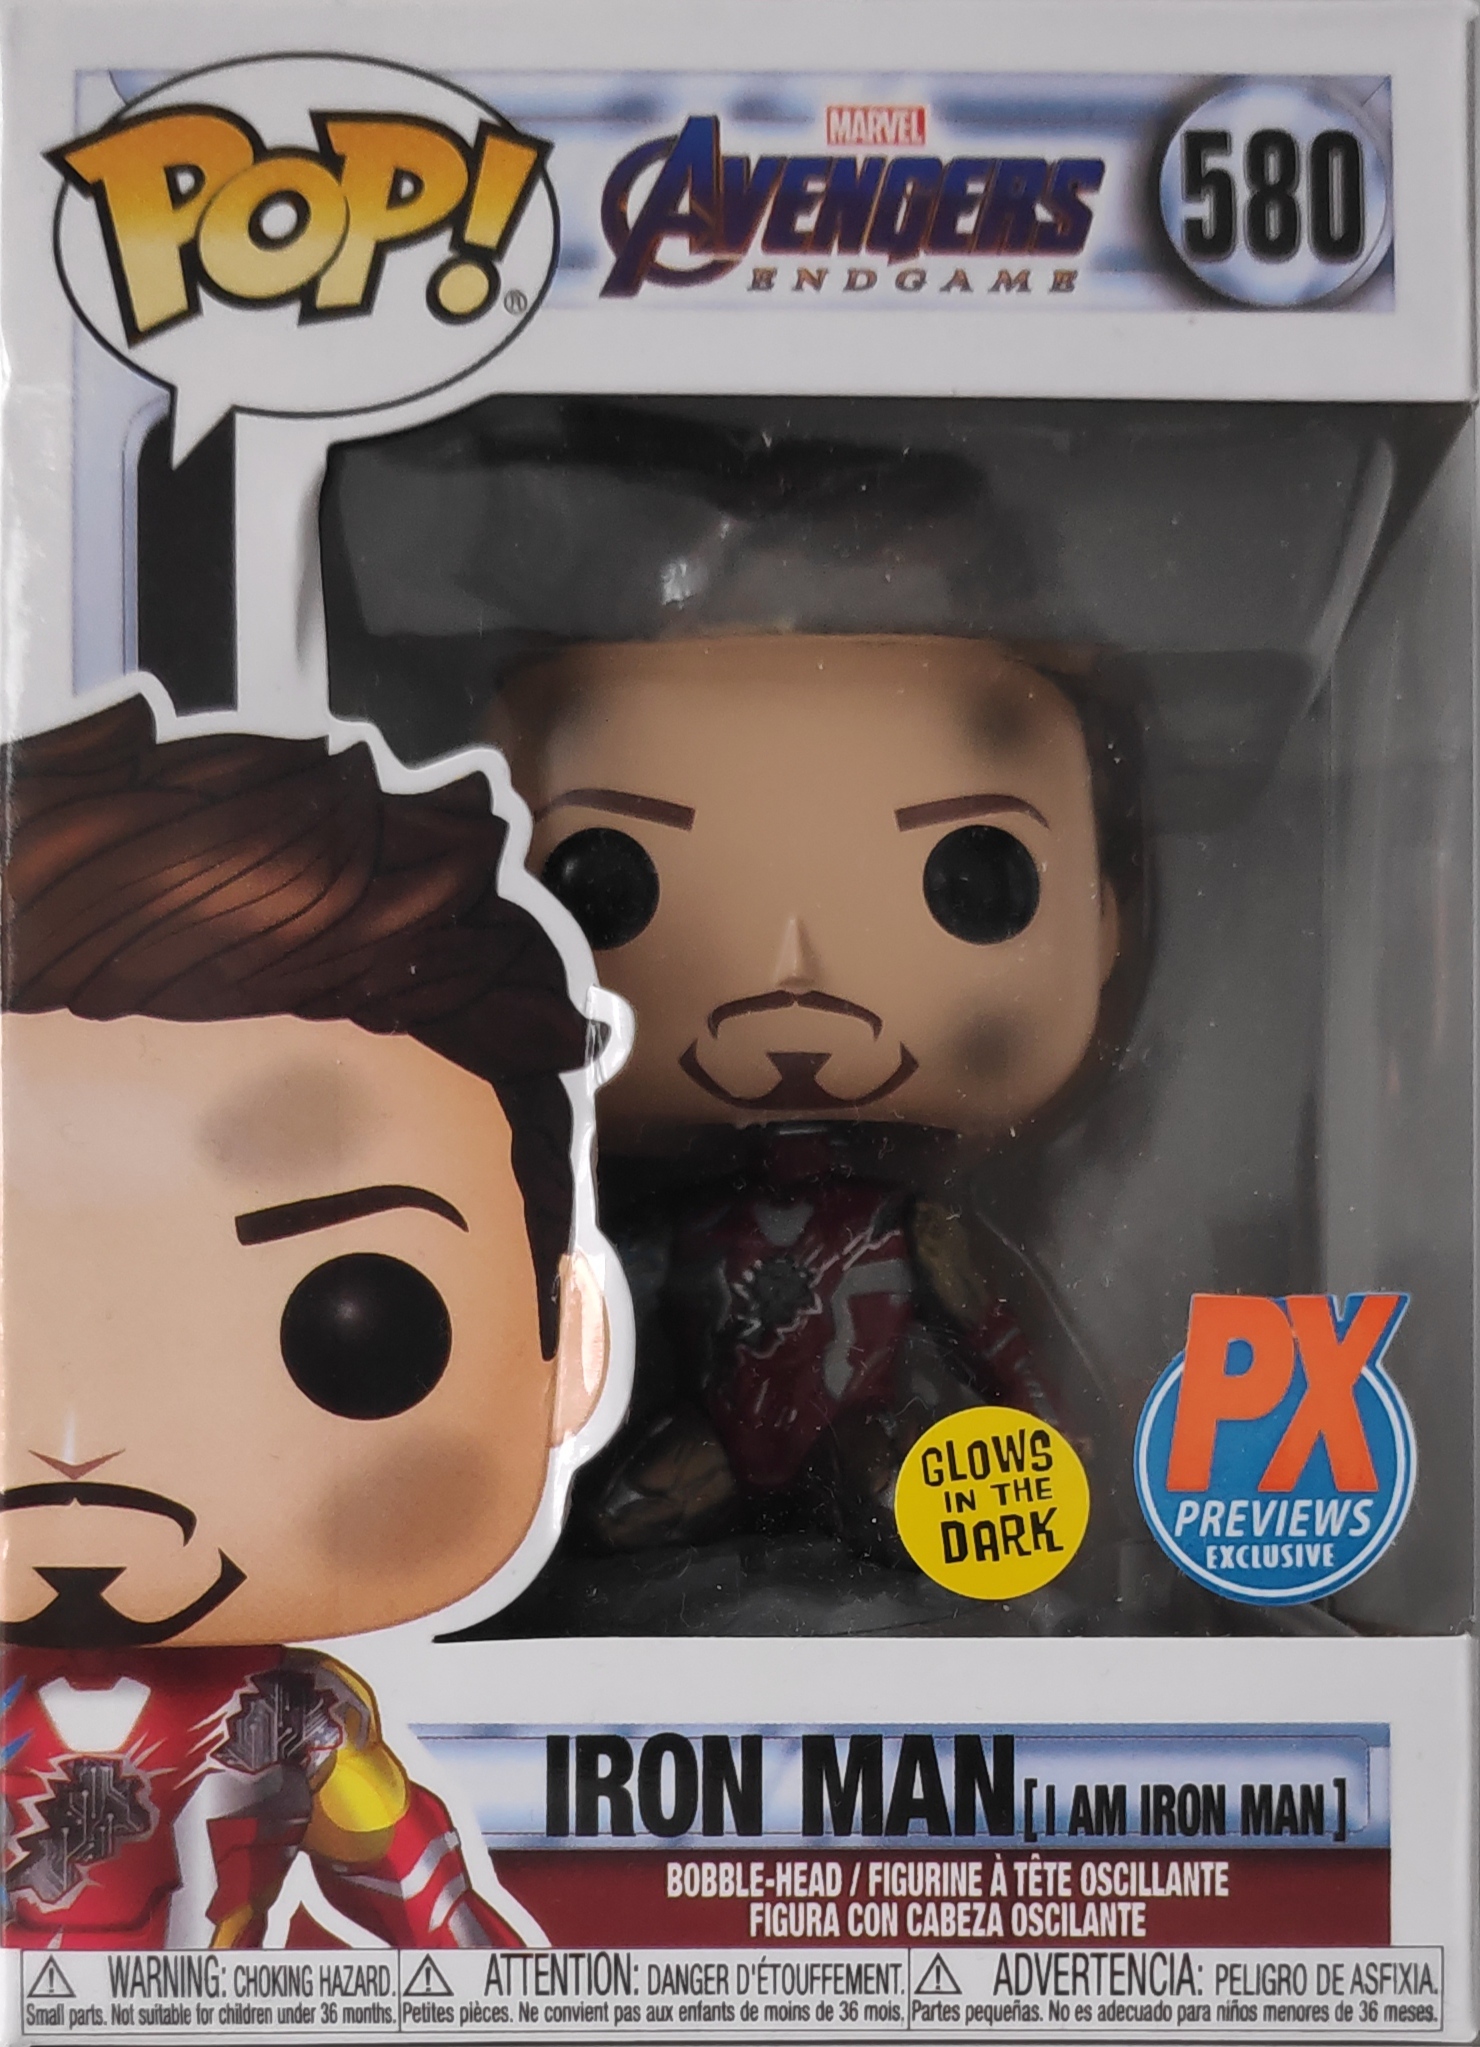 POP!®
MARVEL
AVENGERS
ENDGAME
580
GLOWS
IN THE
DARK
PX
PREVIEWS
EXCLUSIVE
IRON MAN [I AM IRON MAN]
BOBBLE-HEAD / FIGURINE À TÊTE OSCILLANTE
FIGURA CON CABEZA OSCILANTE
WARNING: CHOKING HAZARD.
Small parts. Not suitable for children under 36 months.
ATTENTION: DANGER D'ÉTOUFFEMENT.
Petites pièces. Ne convient pas aux enfants de moins de 36 mois.
ADVERTENCIA: PELIGRO DE ASFIXIA.
Partes pequeñas. No es adecuado para niños menores de 36 meses.